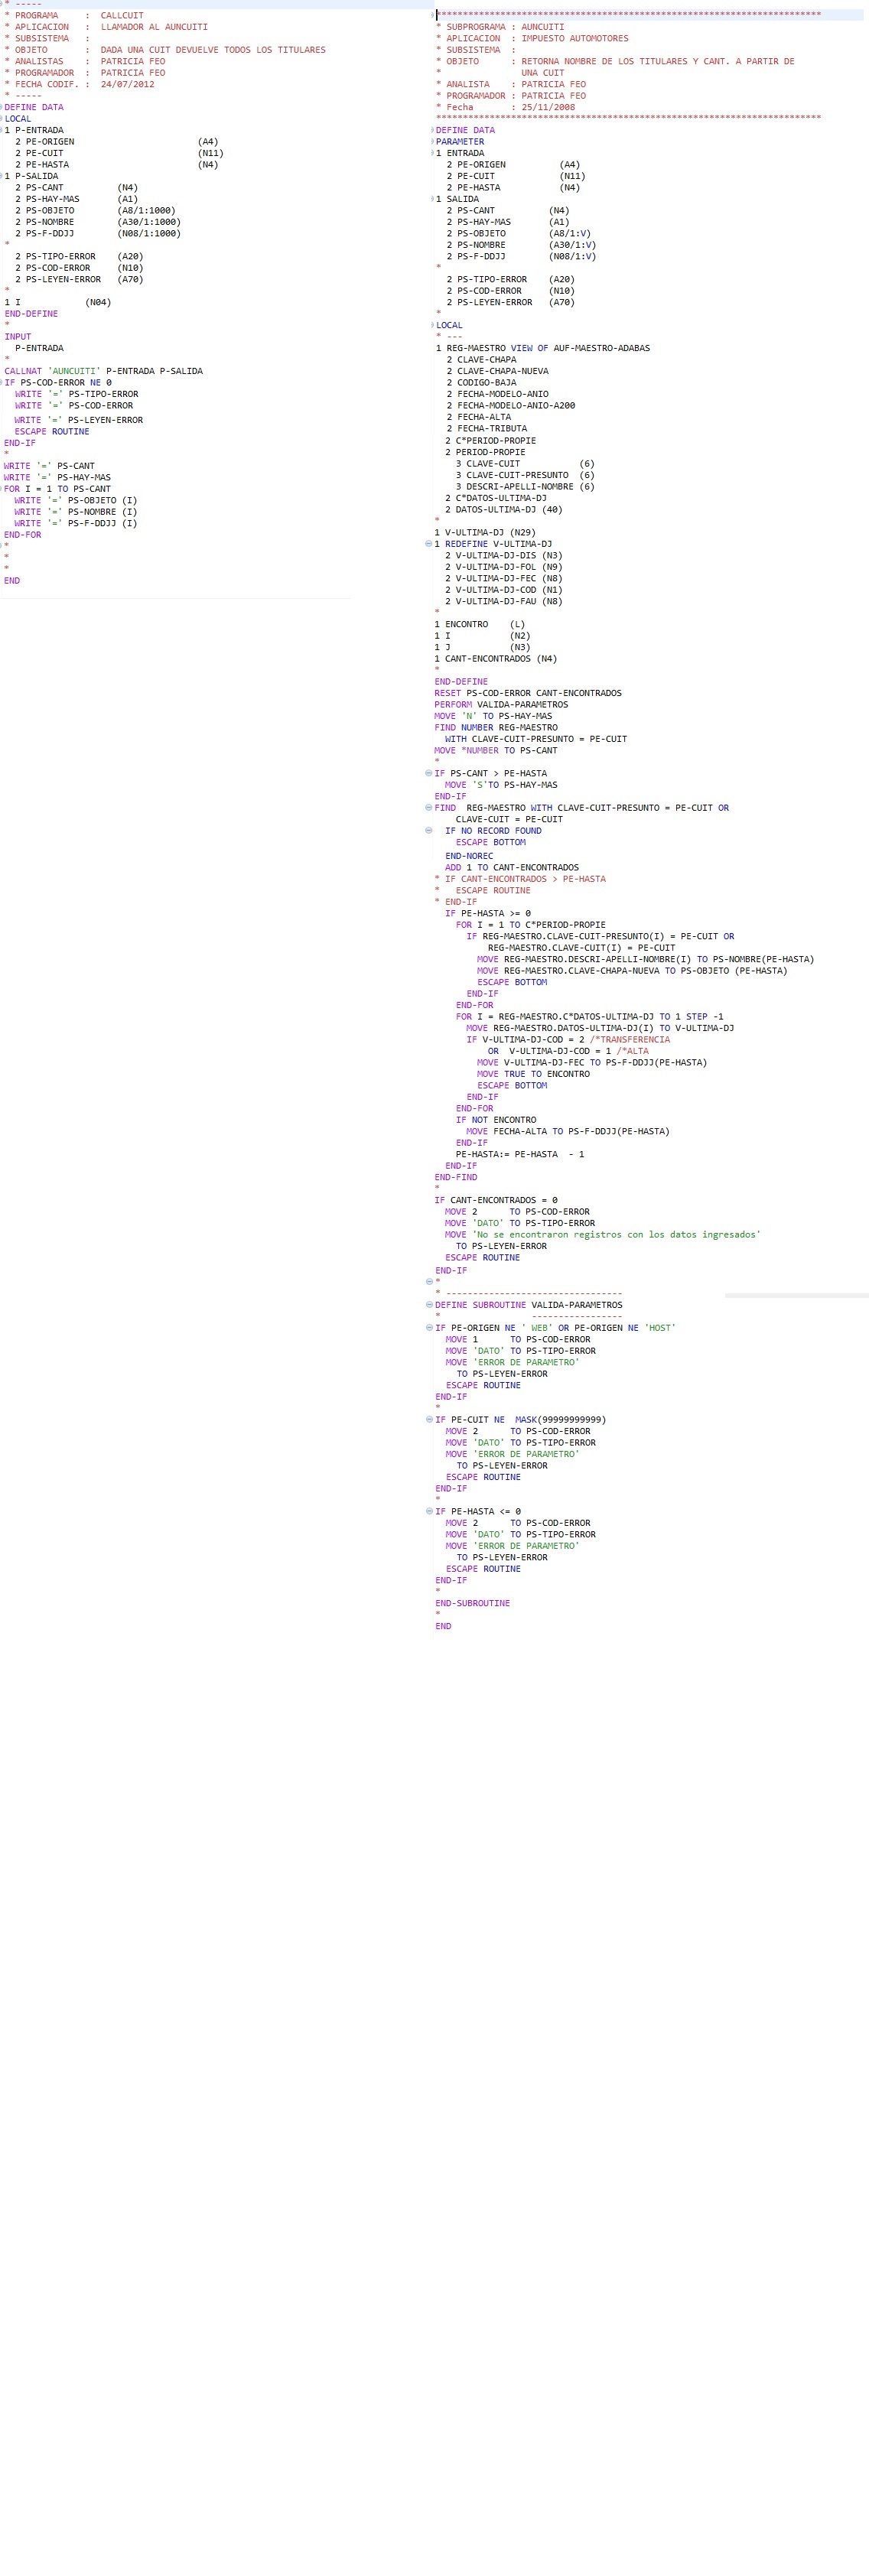 * -----
* PROGRAMA     :  CALLCUIT
* APLICACION   :  LLAMADOR AL AUNCUITI
* SUBSISTEMA   :
* OBJETO       :  DADA UNA CUIT DEVUELVE TODOS LOS TITULARES
* ANALISTAS    :  PATRICIA FEO
* PROGRAMADOR  :  PATRICIA FEO
* FECHA CODIF. :  24/07/2012
* -----
DEFINE DATA
LOCAL
1 P-ENTRADA
  2 PE-ORIGEN                       (A4)
  2 PE-CUIT                         (N11)
  2 PE-HASTA                        (N4)
1 P-SALIDA
  2 PS-CANT          (N4)
  2 PS-HAY-MAS       (A1)
  2 PS-OBJETO        (A8/1:1000)
  2 PS-NOMBRE        (A30/1:1000)
  2 PS-F-DDJJ        (N08/1:1000)
*
  2 PS-TIPO-ERROR    (A20)
  2 PS-COD-ERROR     (N10)
  2 PS-LEYEN-ERROR   (A70)
*
1 I            (N04)
END-DEFINE
*
INPUT
  P-ENTRADA
*
CALLNAT 'AUNCUITI' P-ENTRADA P-SALIDA
IF PS-COD-ERROR NE 0
  WRITE '=' PS-TIPO-ERROR
  WRITE '=' PS-COD-ERROR
  WRITE '=' PS-LEYEN-ERROR
  ESCAPE ROUTINE
END-IF
*
WRITE '=' PS-CANT
WRITE '=' PS-HAY-MAS
FOR I = 1 TO PS-CANT
  WRITE '=' PS-OBJETO (I)
  WRITE '=' PS-NOMBRE (I)
  WRITE '=' PS-F-DDJJ (I)
END-FOR
*
*
*
END
************************************************************************
* SUBPROGRAMA : AUNCUITI
* APLICACION  : IMPUESTO AUTOMOTORES
* SUBSISTEMA  :
* OBJETO      : RETORNA NOMBRE DE LOS TITULARES Y CANT. A PARTIR DE
*               UNA CUIT
* ANALISTA    : PATRICIA FEO
* PROGRAMADOR : PATRICIA FEO
* Fecha       : 25/11/2008
************************************************************************
DEFINE DATA
PARAMETER
1 ENTRADA
  2 PE-ORIGEN          (A4)
  2 PE-CUIT            (N11)
  2 PE-HASTA           (N4)
1 SALIDA
  2 PS-CANT          (N4)
  2 PS-HAY-MAS       (A1)
  2 PS-OBJETO        (A8/1:V)
  2 PS-NOMBRE        (A30/1:V)
  2 PS-F-DDJJ        (N08/1:V)
*
  2 PS-TIPO-ERROR    (A20)
  2 PS-COD-ERROR     (N10)
  2 PS-LEYEN-ERROR   (A70)
*
LOCAL
* ---
1 REG-MAESTRO VIEW OF AUF-MAESTRO-ADABAS
  2 CLAVE-CHAPA
  2 CLAVE-CHAPA-NUEVA
  2 CODIGO-BAJA
  2 FECHA-MODELO-ANIO
  2 FECHA-MODELO-ANIO-A200
  2 FECHA-ALTA
  2 FECHA-TRIBUTA
  2 C*PERIOD-PROPIE
  2 PERIOD-PROPIE
    3 CLAVE-CUIT           (6)
    3 CLAVE-CUIT-PRESUNTO  (6)
    3 DESCRI-APELLI-NOMBRE (6)
  2 C*DATOS-ULTIMA-DJ
  2 DATOS-ULTIMA-DJ (40)
*
1 V-ULTIMA-DJ (N29)
1 REDEFINE V-ULTIMA-DJ
  2 V-ULTIMA-DJ-DIS (N3)
  2 V-ULTIMA-DJ-FOL (N9)
  2 V-ULTIMA-DJ-FEC (N8)
  2 V-ULTIMA-DJ-COD (N1)
  2 V-ULTIMA-DJ-FAU (N8)
*
1 ENCONTRO    (L)
1 I           (N2)
1 J           (N3)
1 CANT-ENCONTRADOS (N4)
*
END-DEFINE
RESET PS-COD-ERROR CANT-ENCONTRADOS
PERFORM VALIDA-PARAMETROS
MOVE 'N' TO PS-HAY-MAS
FIND NUMBER REG-MAESTRO
  WITH CLAVE-CUIT-PRESUNTO = PE-CUIT
MOVE *NUMBER TO PS-CANT
*
IF PS-CANT > PE-HASTA
  MOVE 'S'TO PS-HAY-MAS
END-IF
FIND  REG-MAESTRO WITH CLAVE-CUIT-PRESUNTO = PE-CUIT OR
    CLAVE-CUIT = PE-CUIT
  IF NO RECORD FOUND
    ESCAPE BOTTOM
  END-NOREC
  ADD 1 TO CANT-ENCONTRADOS
* IF CANT-ENCONTRADOS > PE-HASTA
*   ESCAPE ROUTINE
* END-IF
  IF PE-HASTA >= 0
    FOR I = 1 TO C*PERIOD-PROPIE
      IF REG-MAESTRO.CLAVE-CUIT-PRESUNTO(I) = PE-CUIT OR
          REG-MAESTRO.CLAVE-CUIT(I) = PE-CUIT
        MOVE REG-MAESTRO.DESCRI-APELLI-NOMBRE(I) TO PS-NOMBRE(PE-HASTA)
        MOVE REG-MAESTRO.CLAVE-CHAPA-NUEVA TO PS-OBJETO (PE-HASTA)
        ESCAPE BOTTOM
      END-IF
    END-FOR
    FOR I = REG-MAESTRO.C*DATOS-ULTIMA-DJ TO 1 STEP -1
      MOVE REG-MAESTRO.DATOS-ULTIMA-DJ(I) TO V-ULTIMA-DJ
      IF V-ULTIMA-DJ-COD = 2 /*TRANSFERENCIA
          OR  V-ULTIMA-DJ-COD = 1 /*ALTA
        MOVE V-ULTIMA-DJ-FEC TO PS-F-DDJJ(PE-HASTA)
        MOVE TRUE TO ENCONTRO
        ESCAPE BOTTOM
      END-IF
    END-FOR
    IF NOT ENCONTRO
      MOVE FECHA-ALTA TO PS-F-DDJJ(PE-HASTA)
    END-IF
    PE-HASTA:= PE-HASTA  - 1
  END-IF
END-FIND
*
IF CANT-ENCONTRADOS = 0
  MOVE 2      TO PS-COD-ERROR
  MOVE 'DATO' TO PS-TIPO-ERROR
  MOVE 'No se encontraron registros con los datos ingresados'
    TO PS-LEYEN-ERROR
  ESCAPE ROUTINE
END-IF
*
* ---------------------------------
DEFINE SUBROUTINE VALIDA-PARAMETROS
*                 -----------------
IF PE-ORIGEN NE ' WEB' OR PE-ORIGEN NE 'HOST'
  MOVE 1      TO PS-COD-ERROR
  MOVE 'DATO' TO PS-TIPO-ERROR
  MOVE 'ERROR DE PARAMETRO'
    TO PS-LEYEN-ERROR
  ESCAPE ROUTINE
END-IF
*
IF PE-CUIT NE  MASK(99999999999)
  MOVE 2      TO PS-COD-ERROR
  MOVE 'DATO' TO PS-TIPO-ERROR
  MOVE 'ERROR DE PARAMETRO'
    TO PS-LEYEN-ERROR
  ESCAPE ROUTINE
END-IF
*
IF PE-HASTA <= 0
  MOVE 2      TO PS-COD-ERROR
  MOVE 'DATO' TO PS-TIPO-ERROR
  MOVE 'ERROR DE PARAMETRO'
    TO PS-LEYEN-ERROR
  ESCAPE ROUTINE
END-IF
*
END-SUBROUTINE
*
END